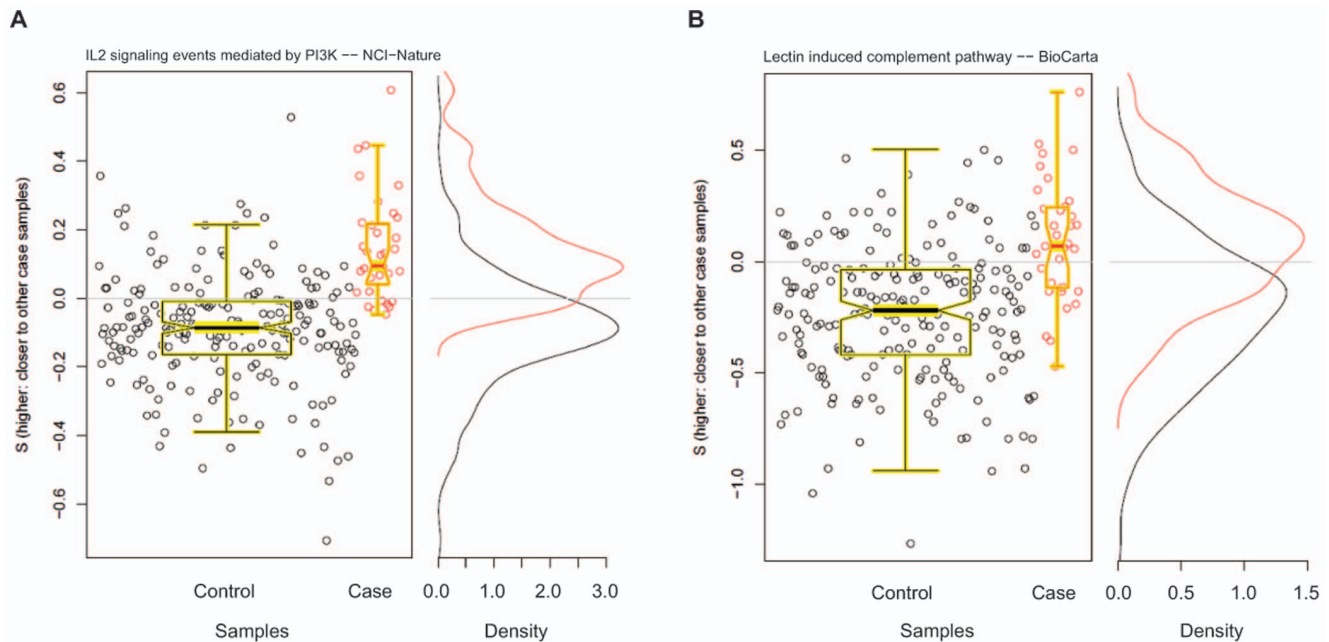 A
IL2 signaling events mediated by PI3K −− NCI−Nature
S (higher: closer to other case samples)
0.6
0.4
0.2
0.0
−0.2
−0.4
−0.6
Control
Case
Samples
0.0
1.0
2.0
3.0
Density
B
Lectin induced complement pathway −− BioCarta
S (higher: closer to other case samples)
0.5
0.0
−0.5
−1.0
Control
Case
Samples
0.0
0.5
1.0
1.5
Density